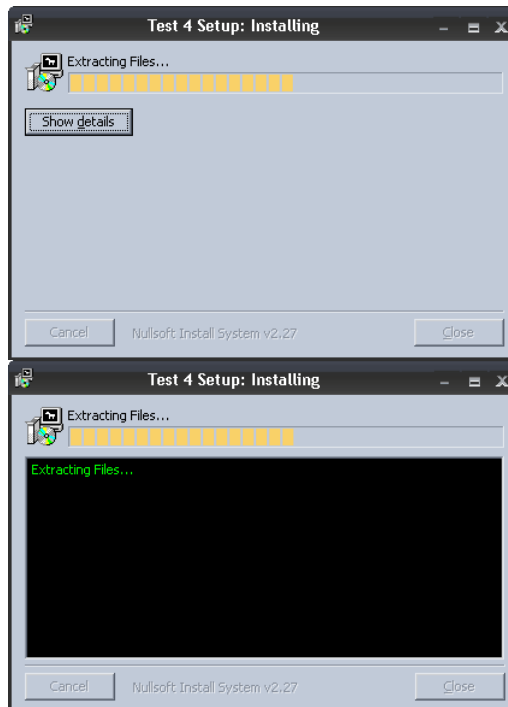 Test 4 Setup: Installing
Extracting Files...
Show details
Cancel Nullsoft Install System v2.27 Close
Test 4 Setup: Installing
Extracting Files...
Extracting Files...
Cancel Nullsoft Install System v2.27 Close